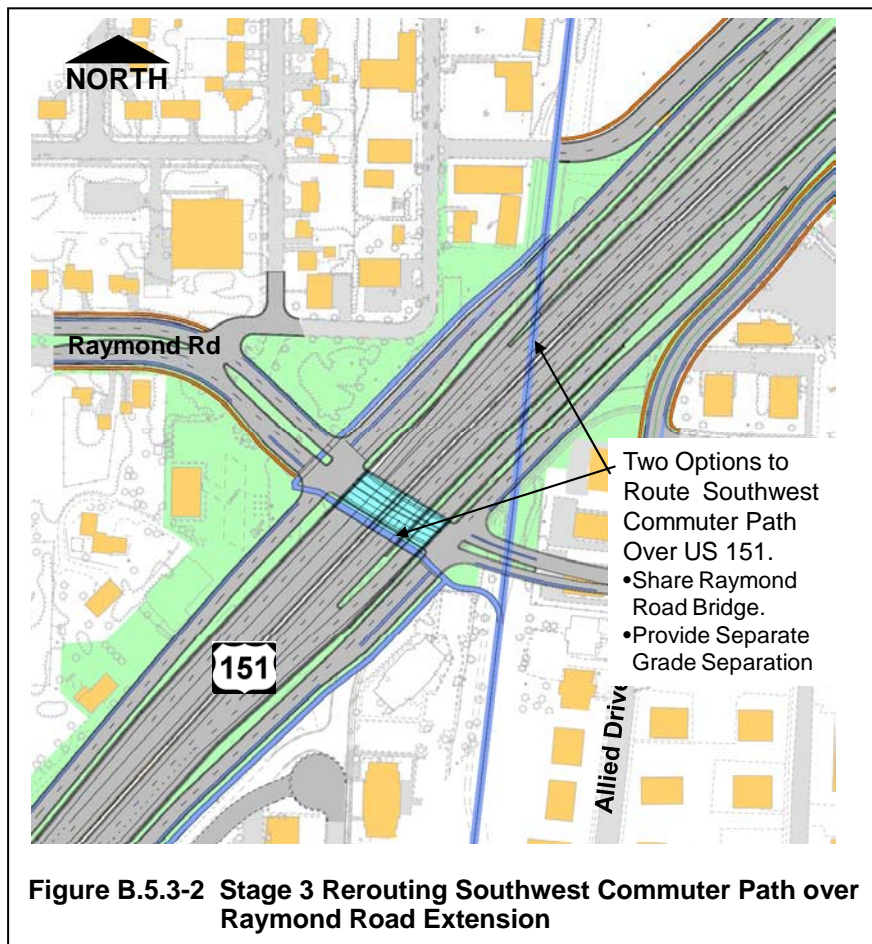 NORTH
Raymond Rd
Two Options to
Route Southwest
Commuter Path
Over US 151.
•Share Raymond
Road Bridge.
•Provide Separate
Grade Separation
151
Allied Drive
Figure B.5.3-2 Stage 3 Rerouting Southwest Commuter Path over
Raymond Road Extension